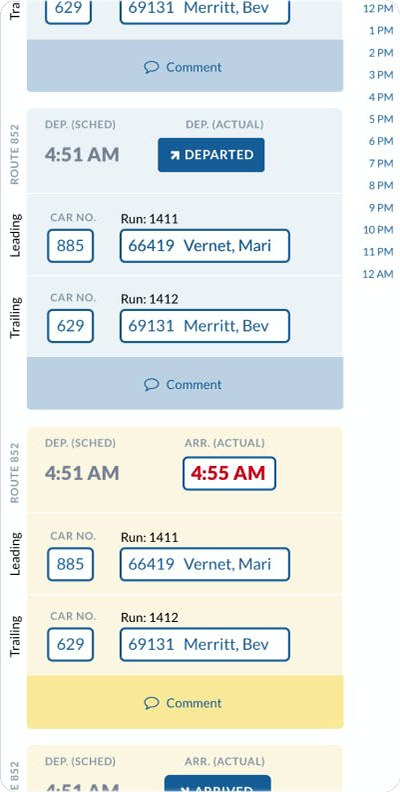 Tra
629 69131 Merritt, Bev
Comment
ROUTE 852
DEP. (SCHED) DEP. (ACTUAL)
4:51 AM DEPARTED
Leading
CAR NO. Run: 1411
885 66419 Vernet, Mari
Trailing
CAR NO. Run: 1412
629 69131 Merritt, Bev
Comment
ROUTE 852
DEP. (SCHED) ARR. (ACTUAL)
4:51 AM 4:55 AM
Leading
CAR NO. Run: 1411
885 66419 Vernet, Mari
Trailing
CAR NO. Run: 1412
629 69131 Merritt, Bev
Comment
E 852
DEP. (SCHED) ARR. (ACTUAL)
4:51 AM ARRIVED
12 PM
1 PM
2 PM
3 PM
4 PM
5 PM
6 PM
7 PM
8 PM
9 PM
10 PM
11 PM
12 AM